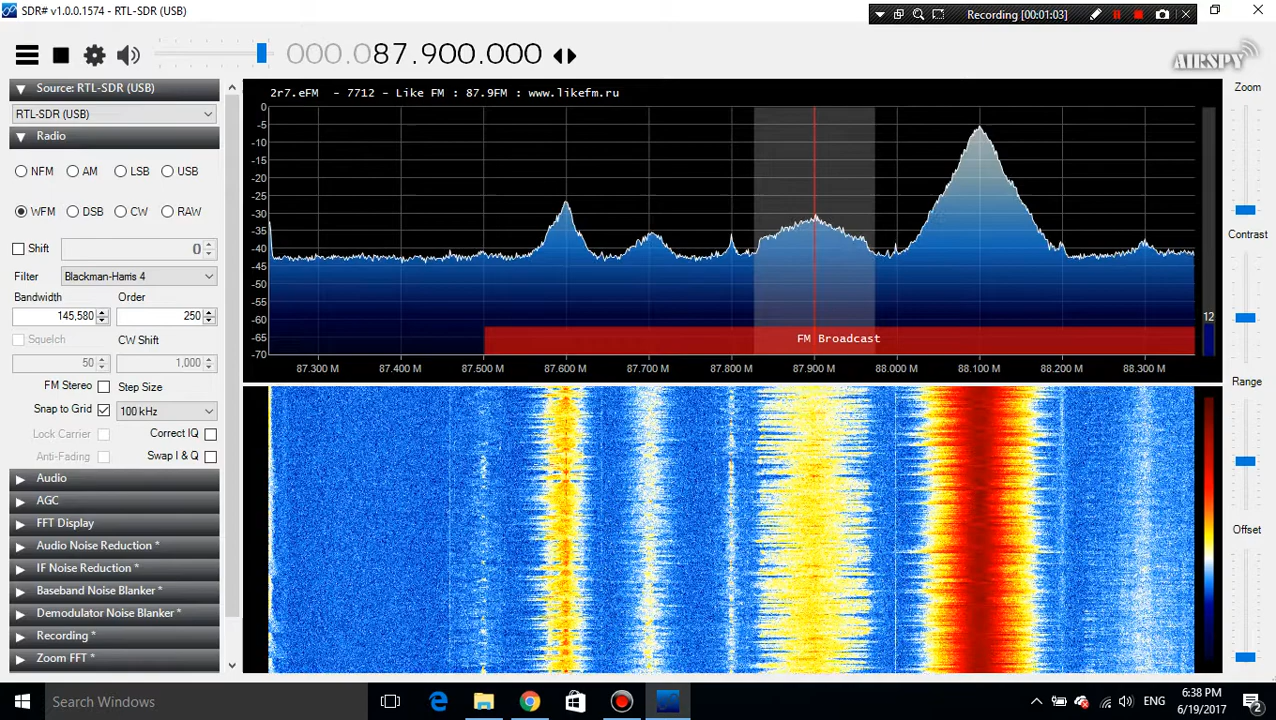 SDR# v1.0.0.1574 - RTL-SDR (USB)
Recording [00:01:03]
000.087.900.000
AIRSPY
Source: RTL-SDR (USB)
RTL-SDR (USB)
Radio
NFM AM LSB USB
WFM DSB CW RAW
Shift 0
Filter Blackman-Harris 4
Bandwidth Order
145,580 250
Squelch CW Shift
50 1,000
FM Stereo Step Size
Snap to Grid 100 kHz
Lock Carrier Correct IQ
Anti-Fading Swap I & Q
Audio
AGC
FFT Display
Audio Noise Reduction *
IF Noise Reduction *
Baseband Noise Blanker *
Demodulator Noise Blanker *
Recording *
Zoom FFT *
2r7.eFM - 7712 - Like FM : 87.9FM : www.likefm.ru
0
-5
-10
-15
-20
-25
-30
-35
-40
-45
-50
-55
-60
-65
-70
FM Broadcast
12
87.300 M 87.400 M 87.500 M 87.600 M 87.700 M 87.800 M 87.900 M 88.000 M 88.100 M 88.200 M 88.300 M
Zoom
Contrast
Range
Offset
Search Windows
ENG
6:38 PM
6/19/2017
2